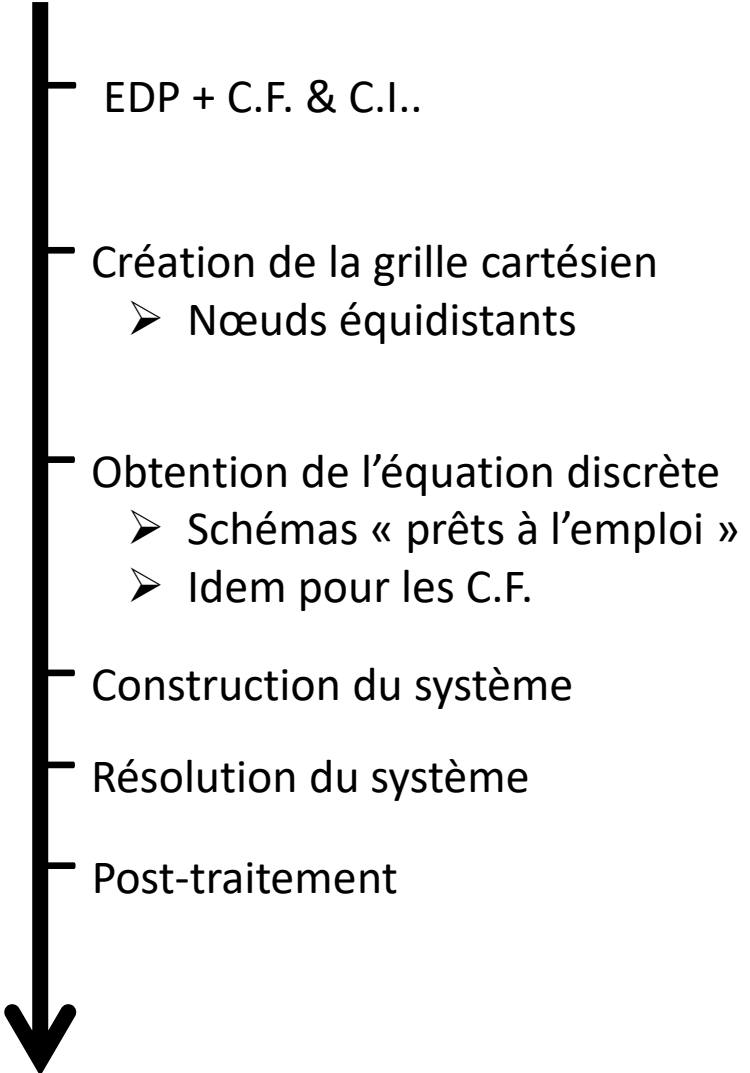 EDP + C.F. & C.I..
Création de la grille cartésien
➢ Nœuds équidistants
Obtention de l’équation discrète
➢ Schémas « prêts à l’emploi »
➢ Idem pour les C.F.
Construction du système
Résolution du système
Post-traitement